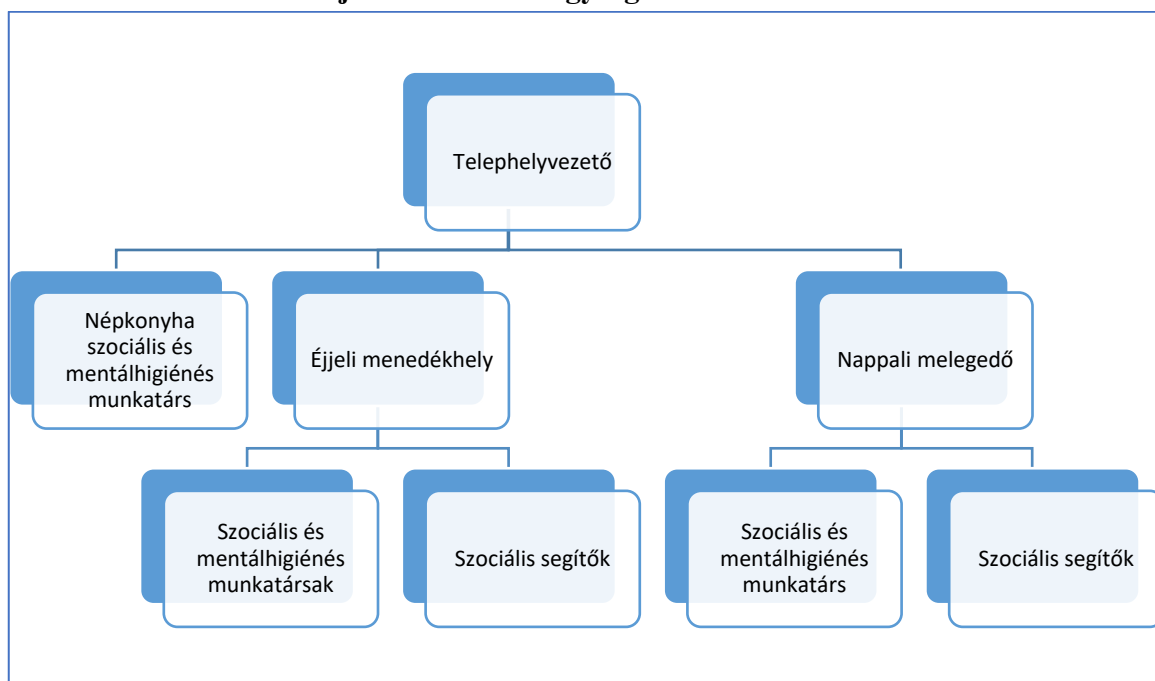 Telephelyvezető
Népkonyha
szociális és
mentálhigiénés
munkatárs
Éjjeli menedékhely
Nappali melegedő
Szociális és
mentálhigiénés
munkatársak
Szociális segítők
Szociális és
mentálhigiénés
munkatárs
Szociális segítők